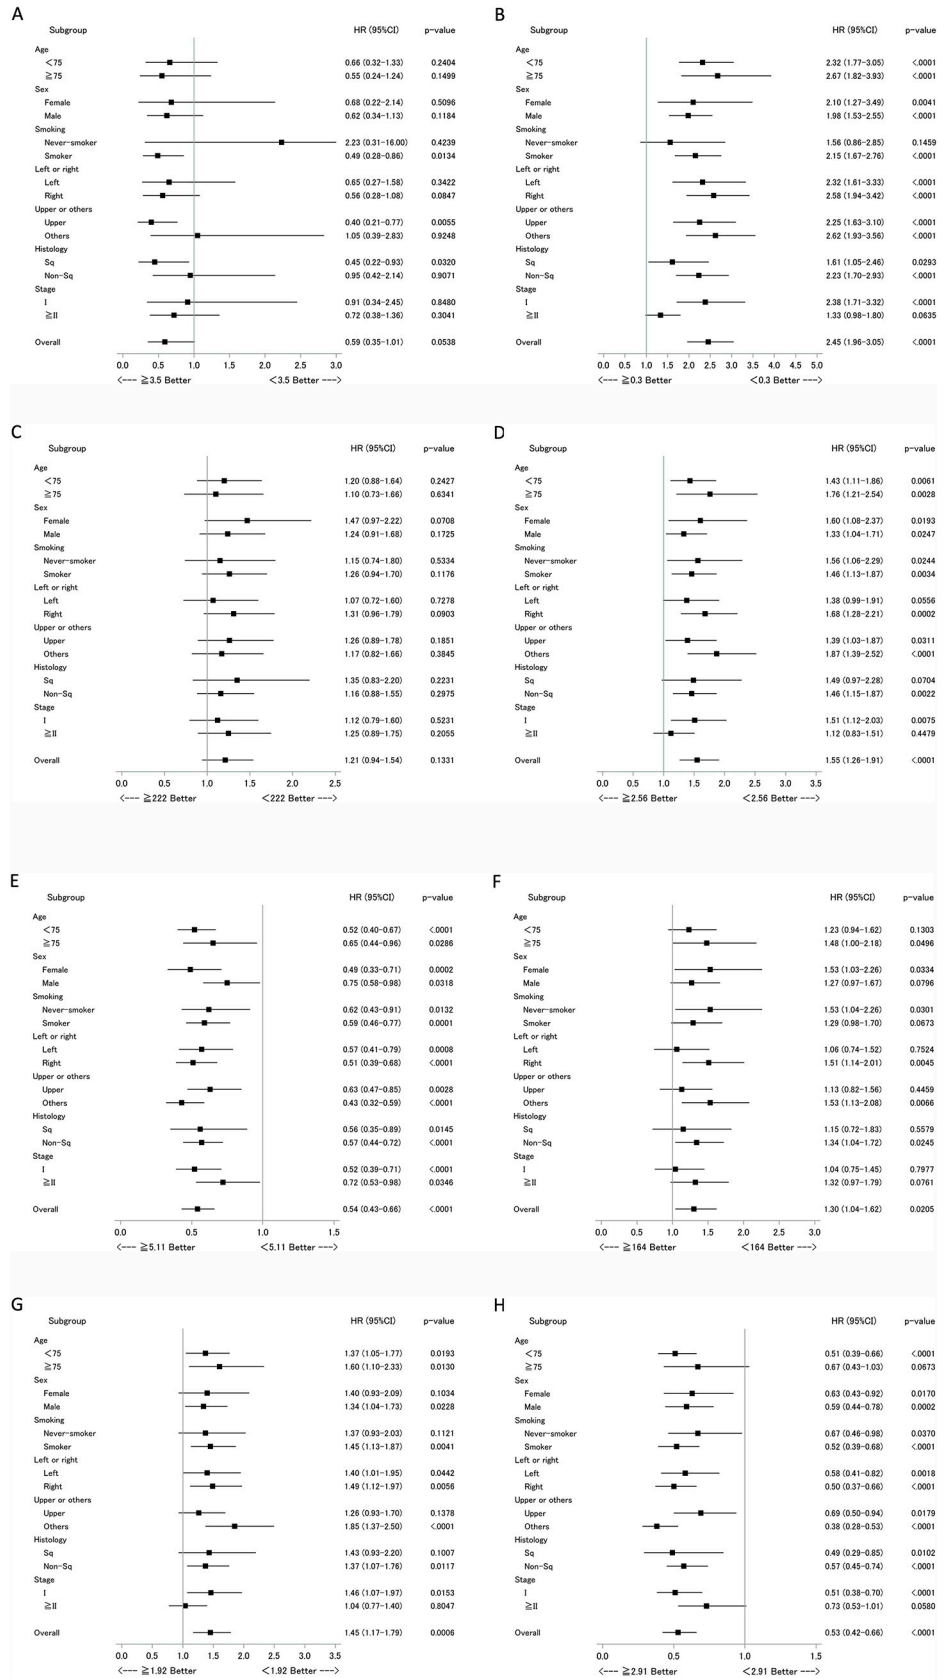 A
Subgroup HR (95%CI) p-value
Age
<75 0.66 (0.32-1.33) 0.2404
≧75 0.55 (0.24-1.24) 0.1499
Sex
Female 0.68 (0.22-2.14) 0.5096
Male 0.62 (0.34-1.13) 0.1184
Smoking
Never-smoker 2.23 (0.31-16.00) 0.4239
Smoker 0.49 (0.28-0.86) 0.0134
Left or right
Left 0.65 (0.27-1.58) 0.3422
Right 0.56 (0.28-1.08) 0.0847
Upper or others
Upper 0.40 (0.21-0.77) 0.0055
Others 1.05 (0.39-2.83) 0.9248
Histology
Sq 0.45 (0.22-0.93) 0.0320
Non-Sq 0.95 (0.42-2.14) 0.9071
Stage
I 0.91 (0.34-2.45) 0.8480
≧II 0.72 (0.38-1.36) 0.3041
Overall 0.59 (0.35-1.01) 0.0538
0.0 0.5 1.0 1.5 2.0 2.5 3.0
<--- ≧3.5 Better <3.5 Better --->
B
Subgroup HR (95%CI) p-value
Age
<75 2.32 (1.77-3.05) <.0001
≧75 2.67 (1.82-3.93) <.0001
Sex
Female 2.10 (1.27-3.49) 0.0041
Male 1.98 (1.53-2.55) <.0001
Smoking
Never-smoker 1.56 (0.86-2.85) 0.1459
Smoker 2.15 (1.67-2.76) <.0001
Left or right
Left 2.32 (1.61-3.33) <.0001
Right 2.58 (1.94-3.42) <.0001
Upper or others
Upper 2.25 (1.63-3.10) <.0001
Others 2.62 (1.93-3.56) <.0001
Histology
Sq 1.61 (1.05-2.46) 0.0293
Non-Sq 2.23 (1.70-2.93) <.0001
Stage
I 2.38 (1.71-3.32) <.0001
≧II 1.33 (0.98-1.80) 0.0635
Overall 2.45 (1.96-3.05) <.0001
0.0 0.5 1.0 1.5 2.0 2.5 3.0 3.5 4.0 4.5 5.0
<--- ≧0.3 Better <0.3 Better --->
C
Subgroup HR (95%CI) p-value
Age
<75 1.20 (0.88-1.64) 0.2427
≧75 1.10 (0.73-1.66) 0.6341
Sex
Female 1.47 (0.97-2.22) 0.0708
Male 1.24 (0.91-1.68) 0.1725
Smoking
Never-smoker 1.15 (0.74-1.80) 0.5334
Smoker 1.26 (0.94-1.70) 0.1176
Left or right
Left 1.07 (0.72-1.60) 0.7278
Right 1.31 (0.96-1.79) 0.0903
Upper or others
Upper 1.26 (0.89-1.78) 0.1851
Others 1.17 (0.82-1.66) 0.3845
Histology
Sq 1.35 (0.83-2.20) 0.2231
Non-Sq 1.16 (0.88-1.55) 0.2975
Stage
I 1.12 (0.79-1.60) 0.5231
≧II 1.25 (0.89-1.75) 0.2055
Overall 1.21 (0.94-1.54) 0.1331
0.0 0.5 1.0 1.5 2.0 2.5
<--- ≧222 Better <222 Better --->
D
Subgroup HR (95%CI) p-value
Age
<75 1.43 (1.11-1.86) 0.0061
≧75 1.76 (1.21-2.54) 0.0028
Sex
Female 1.60 (1.08-2.37) 0.0193
Male 1.33 (1.04-1.71) 0.0247
Smoking
Never-smoker 1.56 (1.06-2.29) 0.0244
Smoker 1.46 (1.13-1.87) 0.0034
Left or right
Left 1.38 (0.99-1.91) 0.0556
Right 1.68 (1.28-2.21) 0.0002
Upper or others
Upper 1.39 (1.03-1.87) 0.0311
Others 1.87 (1.39-2.52) <.0001
Histology
Sq 1.49 (0.97-2.28) 0.0704
Non-Sq 1.46 (1.15-1.87) 0.0022
Stage
I 1.51 (1.12-2.03) 0.0075
≧II 1.12 (0.83-1.51) 0.4479
Overall 1.55 (1.26-1.91) <.0001
0.0 0.5 1.0 1.5 2.0 2.5 3.0 3.5
<--- ≧2.56 Better <2.56 Better --->
E
Subgroup HR (95%CI) p-value
Age
<75 0.52 (0.40-0.67) <.0001
≧75 0.65 (0.44-0.96) 0.0286
Sex
Female 0.49 (0.33-0.71) 0.0002
Male 0.75 (0.58-0.98) 0.0318
Smoking
Never-smoker 0.62 (0.43-0.91) 0.0132
Smoker 0.59 (0.46-0.77) 0.0001
Left or right
Left 0.57 (0.41-0.79) 0.0008
Right 0.51 (0.39-0.68) <.0001
Upper or others
Upper 0.63 (0.47-0.85) 0.0028
Others 0.43 (0.32-0.59) <.0001
Histology
Sq 0.56 (0.35-0.89) 0.0145
Non-Sq 0.57 (0.44-0.72) <.0001
Stage
I 0.52 (0.39-0.71) <.0001
≧II 0.72 (0.53-0.98) 0.0346
Overall 0.54 (0.43-0.66) <.0001
0.0 0.5 1.0 1.5
<--- ≧5.11 Better <5.11 Better --->
F
Subgroup HR (95%CI) p-value
Age
<75 1.23 (0.94-1.62) 0.1303
≧75 1.48 (1.00-2.18) 0.0496
Sex
Female 1.53 (1.03-2.26) 0.0334
Male 1.27 (0.97-1.67) 0.0796
Smoking
Never-smoker 1.53 (1.04-2.26) 0.0301
Smoker 1.29 (0.98-1.70) 0.0673
Left or right
Left 1.06 (0.74-1.52) 0.7524
Right 1.51 (1.14-2.01) 0.0045
Upper or others
Upper 1.13 (0.82-1.56) 0.4459
Others 1.53 (1.13-2.08) 0.0066
Histology
Sq 1.15 (0.72-1.83) 0.5579
Non-Sq 1.34 (1.04-1.72) 0.0245
Stage
I 1.04 (0.75-1.45) 0.7977
≧II 1.32 (0.97-1.79) 0.0761
Overall 1.30 (1.04-1.62) 0.0205
0.0 0.5 1.0 1.5 2.0 2.5 3.0
<--- ≧164 Better <164 Better --->
G
Subgroup HR (95%CI) p-value
Age
<75 1.37 (1.05-1.77) 0.0193
≧75 1.60 (1.10-2.33) 0.0130
Sex
Female 1.40 (0.93-2.09) 0.1034
Male 1.34 (1.04-1.73) 0.0228
Smoking
Never-smoker 1.37 (0.93-2.03) 0.1121
Smoker 1.45 (1.13-1.87) 0.0041
Left or right
Left 1.40 (1.01-1.95) 0.0442
Right 1.49 (1.12-1.97) 0.0056
Upper or others
Upper 1.26 (0.93-1.70) 0.1378
Others 1.85 (1.37-2.50) <.0001
Histology
Sq 1.43 (0.93-2.20) 0.1007
Non-Sq 1.37 (1.07-1.76) 0.0117
Stage
I 1.46 (1.07-1.97) 0.0153
≧II 1.04 (0.77-1.40) 0.8047
Overall 1.45 (1.17-1.79) 0.0006
0.0 0.5 1.0 1.5 2.0 2.5 3.0 3.5
<--- ≧1.92 Better <1.92 Better --->
H
Subgroup HR (95%CI) p-value
Age
<75 0.51 (0.39-0.66) <.0001
≧75 0.67 (0.43-1.03) 0.0673
Sex
Female 0.63 (0.43-0.92) 0.0170
Male 0.59 (0.44-0.78) 0.0002
Smoking
Never-smoker 0.67 (0.46-0.98) 0.0370
Smoker 0.52 (0.39-0.68) <.0001
Left or right
Left 0.58 (0.41-0.82) 0.0018
Right 0.50 (0.37-0.66) <.0001
Upper or others
Upper 0.69 (0.50-0.94) 0.0179
Others 0.38 (0.28-0.53) <.0001
Histology
Sq 0.49 (0.29-0.85) 0.0102
Non-Sq 0.57 (0.45-0.74) <.0001
Stage
I 0.51 (0.38-0.70) <.0001
≧II 0.73 (0.53-1.01) 0.0580
Overall 0.53 (0.42-0.66) <.0001
0.0 0.5 1.0 1.5
<--- ≧2.91 Better <2.91 Better --->